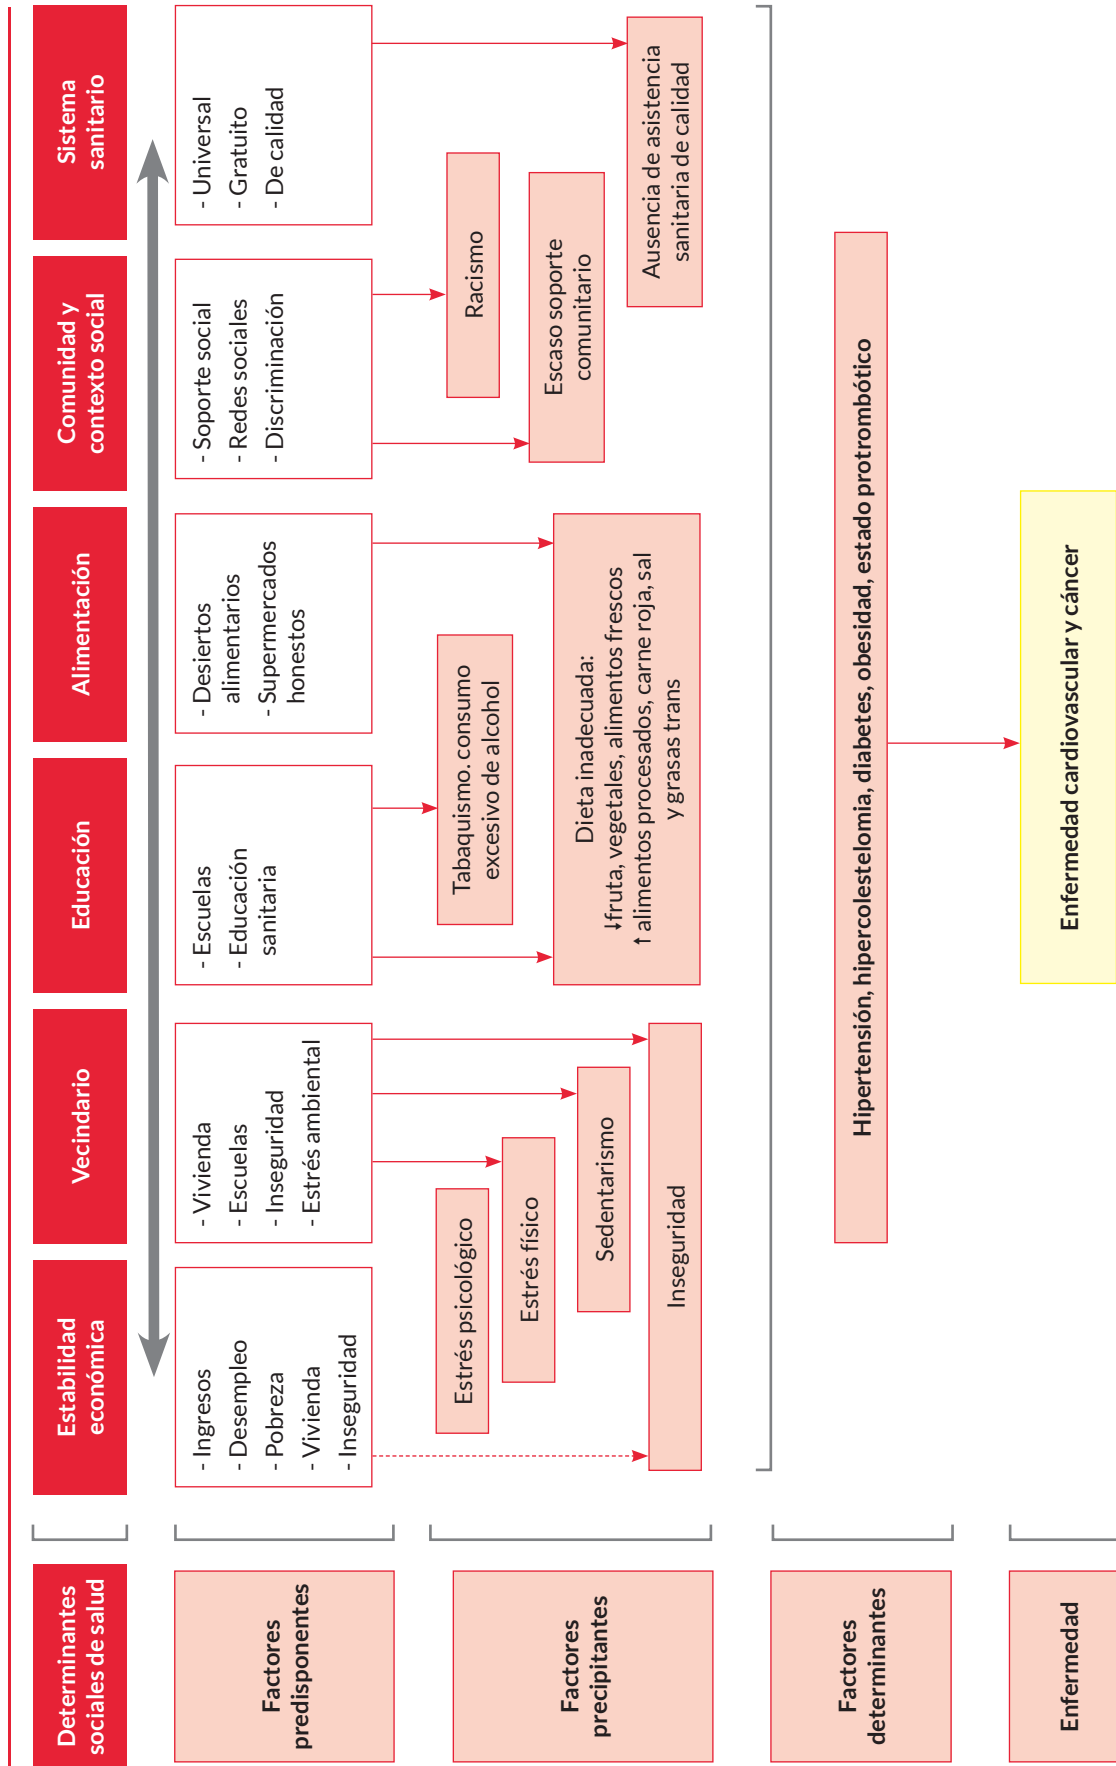 Determinantes
sociales de salud
Estabilidad
económica
Vecindario
Educación
Alimentación
Comunidad y
contexto social
Sistema
sanitario
Factores
predisponentes
- Ingresos
- Desempleo
- Pobreza
- Vivienda
- Inseguridad
- Vivienda
- Escuelas
- Inseguridad
- Estrés ambiental
- Escuelas
- Educación
sanitaria
- Desiertos
alimentarios
- Supermercados
honestos
- Soporte social
- Redes sociales
- Discriminación
- Universal
- Gratuito
- De calidad
Factores
precipitantes
Estrés psicológico
Estrés físico
Sedentarismo
Inseguridad
Tabaquismo. consumo
excesivo de alcohol
Dieta inadecuada:
↓fruta, vegetales, alimentos frescos
↑ alimentos procesados, carne roja, sal
y grasas trans
Racismo
Escaso soporte
comunitario
Ausencia de asistencia
sanitaria de calidad
Factores
determinantes
Hipertensión, hipercolestelomia, diabetes, obesidad, estado protrombótico
Enfermedad
Enfermedad cardiovascular y cáncer